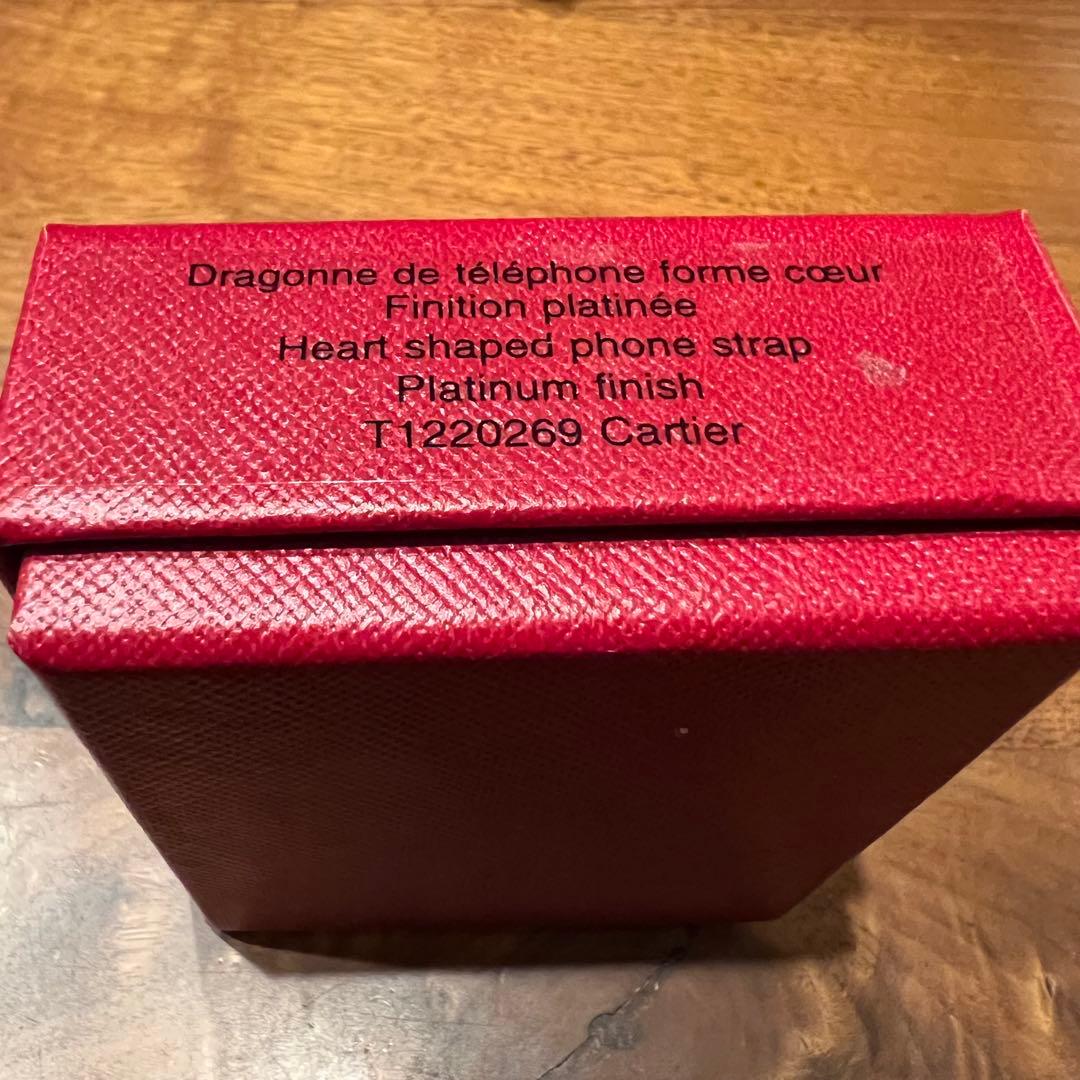 Dragonne de téléphone forme cœur
Finition platinée
Heart shaped phone strap
Platinum finish
T1220269 Cartier